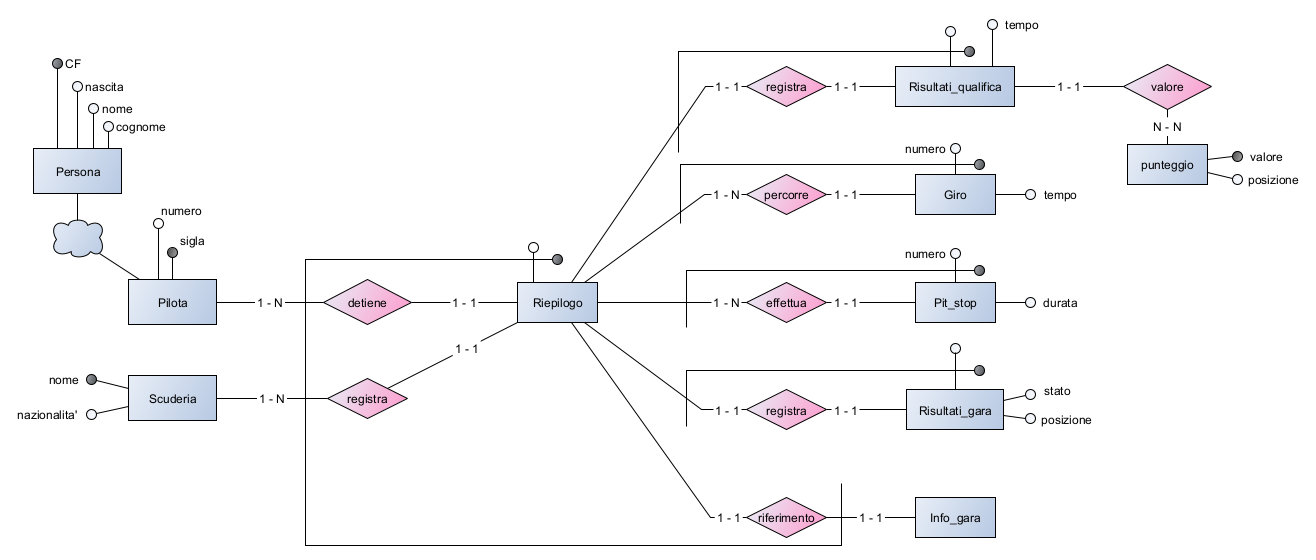 tempo
CF
nascita
Risultati_qualifica
registra
1 - 1
1 - 1
1 - 1
valore
nome
cognome
N - N
numero
valore
Persona
punteggio
posizione
percorre
1 - N
1 - 1
Giro
tempo
numero
sigla
numero
Pilota
1 - N
detiene
1 - 1
Riepilogo
1 - N
effettua
1 - 1
Pit_stop
durata
1 - 1
nome
Scuderia
1 - N
registra
stato
nazionalita'
1 - 1
registra
1 - 1
Risultati_gara
posizione
1 - 1
riferimento
1 - 1
Info_gara